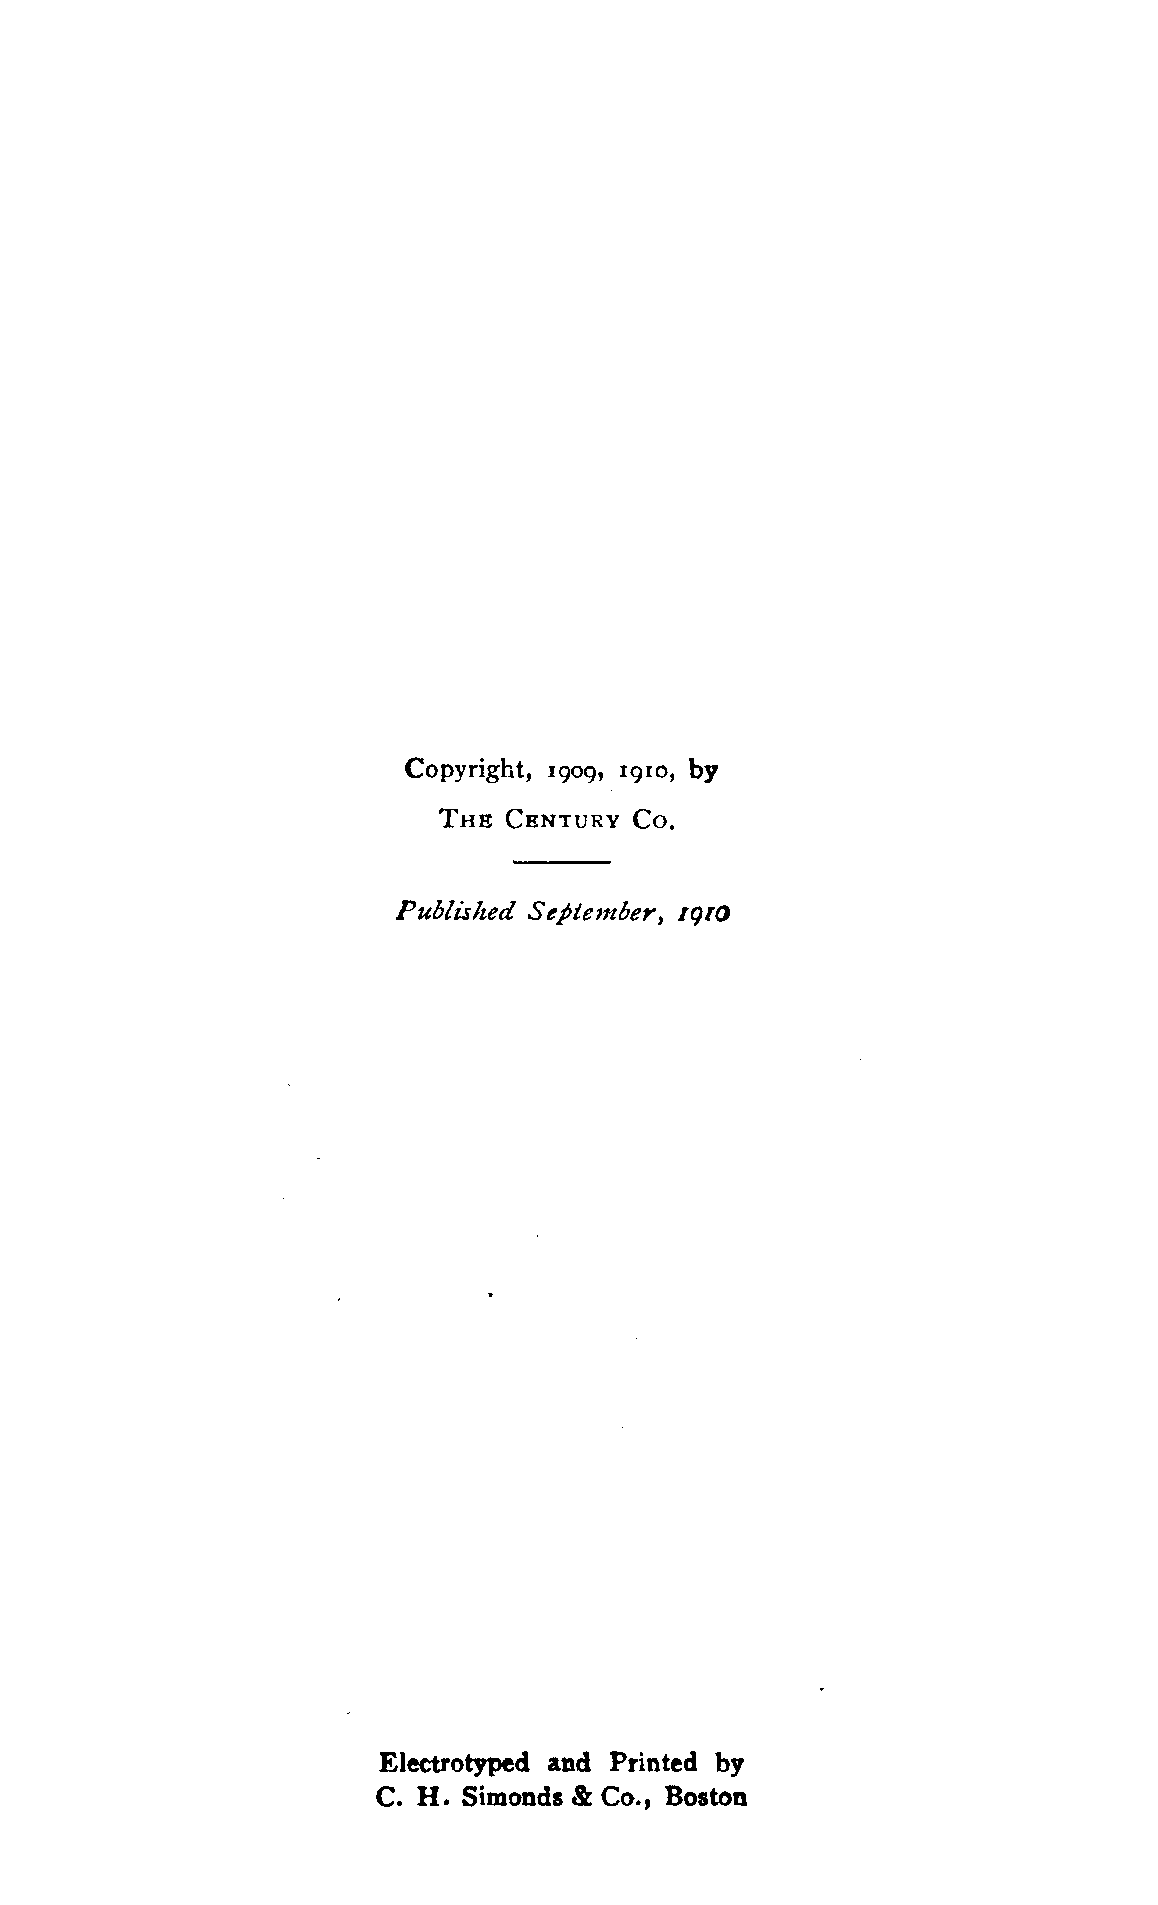 Copyright, 1909, 1910, by
THE CENTURY CO.
Published September, 1910
Electrotyped and Printed by
C. H. Simonds & Co., Boston